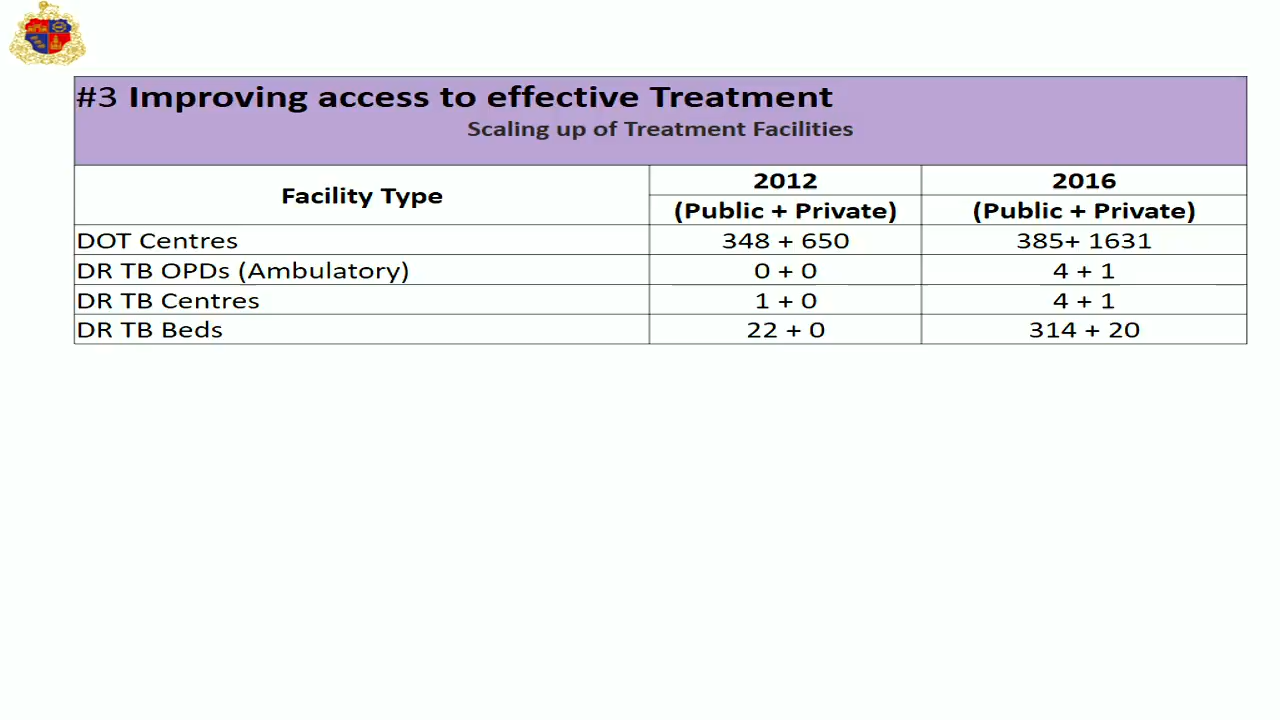 #3 Improving access to effective Treatment
Scaling up of Treatment Facilities
Facility Type 2012 2016
(Public + Private) (Public + Private)
DOT Centres 348 + 650 385+ 1631
DR TB OPDs (Ambulatory) 0 + 0 4 + 1
DR TB Centres 1 + 0 4 + 1
DR TB Beds 22 + 0 314 + 20